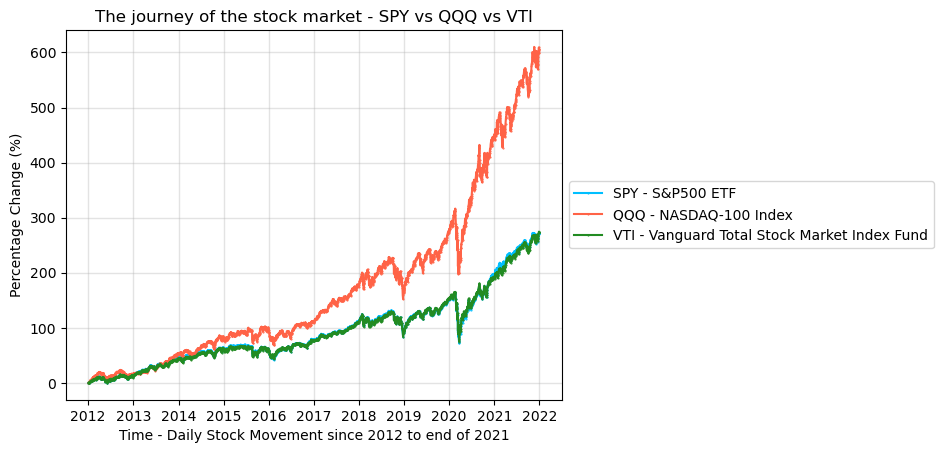 The journey of the stock market - SPY vs QQQ vs VTI
Percentage Change (%)
600
500
400
300
200
100
0
2012 2013 2014 2015 2016 2017 2018 2019 2020 2021 2022
Time - Daily Stock Movement since 2012 to end of 2021
SPY - S&P500 ETF
QQQ - NASDAQ-100 Index
VTI - Vanguard Total Stock Market Index Fund